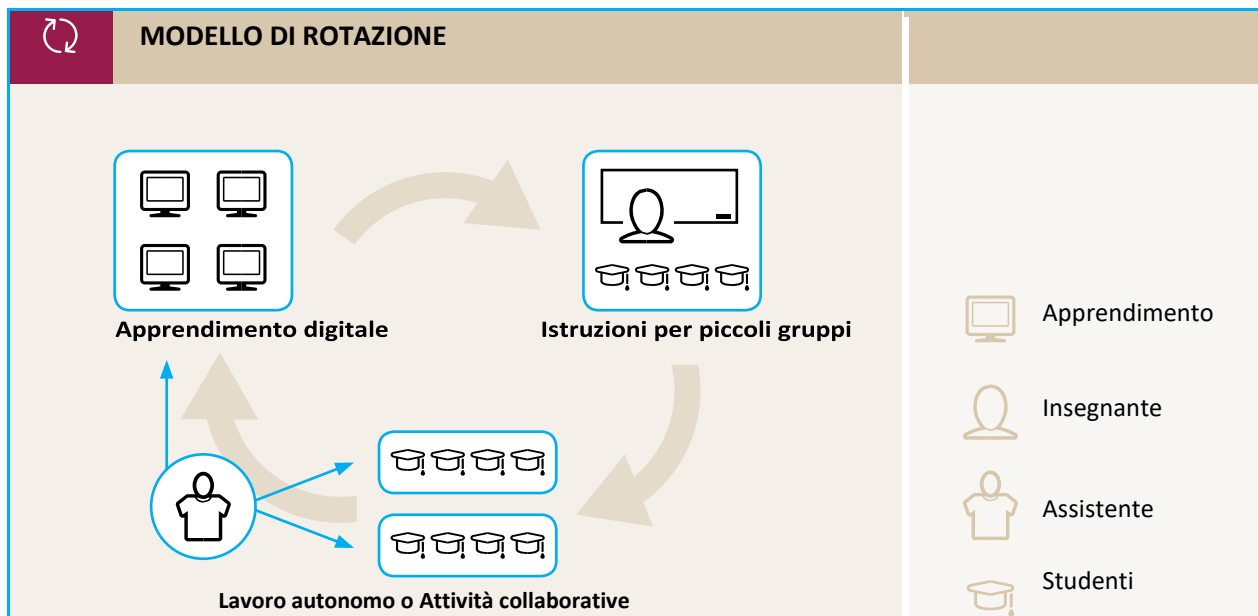 MODELLO DI ROTAZIONE
Apprendimento digitale
Istruzioni per piccoli gruppi
Lavoro autonomo o Attività collaborative
Apprendimento
Insegnante
Assistente
Studenti